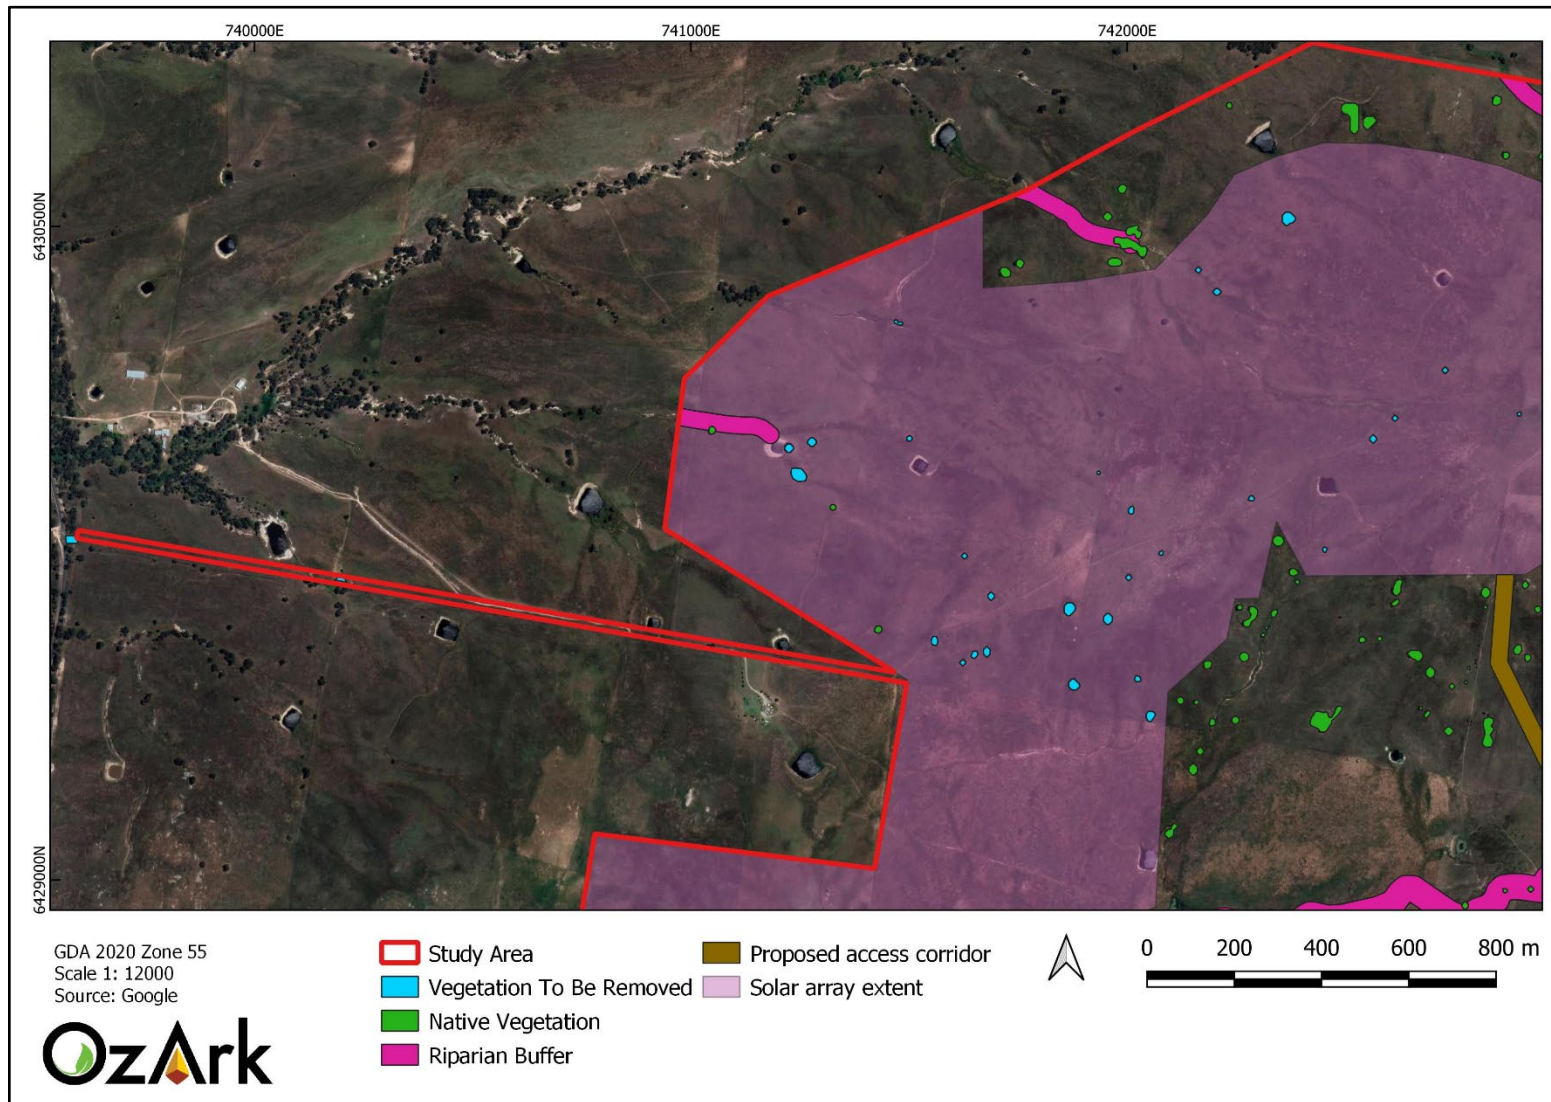 740000E
741000E
742000E
6430500N
6429000N
GDA 2020 Zone 55
Scale 1: 12000
Source: Google
OzArk
Study Area
Vegetation To Be Removed
Native Vegetation
Riparian Buffer
Proposed access corridor
Solar array extent
0 200 400 600 800 m